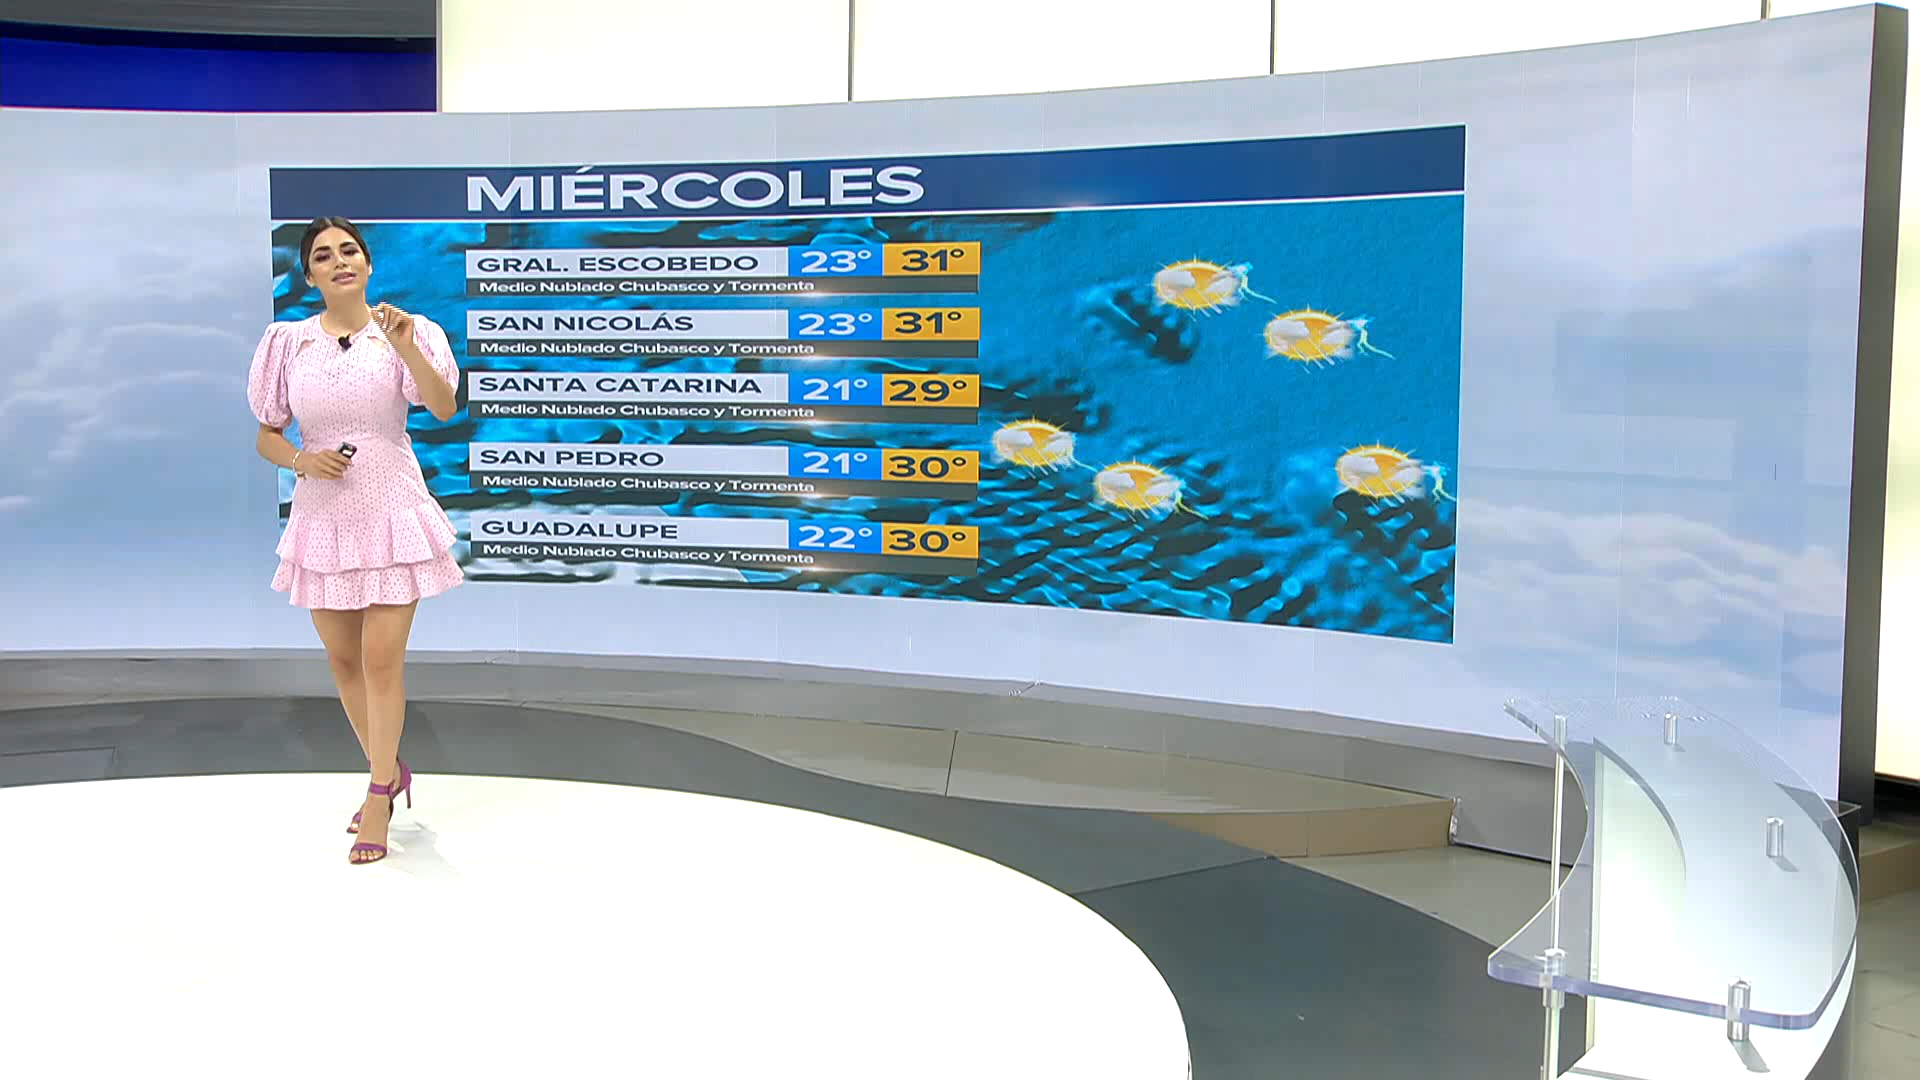 MIÉRCOLES
GRAL. ESCOBEDO 23° 31°
Medio Nublado Chubasco y Tormenta
SAN NICOLÁS 23° 31°
Medio Nublado Chubasco y Tormenta
SANTA CATARINA 21° 29°
Medio Nublado Chubasco y Tormenta
SAN PEDRO 21° 30°
Medio Nublado Chubasco y Tormenta
GUADALUPE 22° 30°
Medio Nublado Chubasco y Tormenta